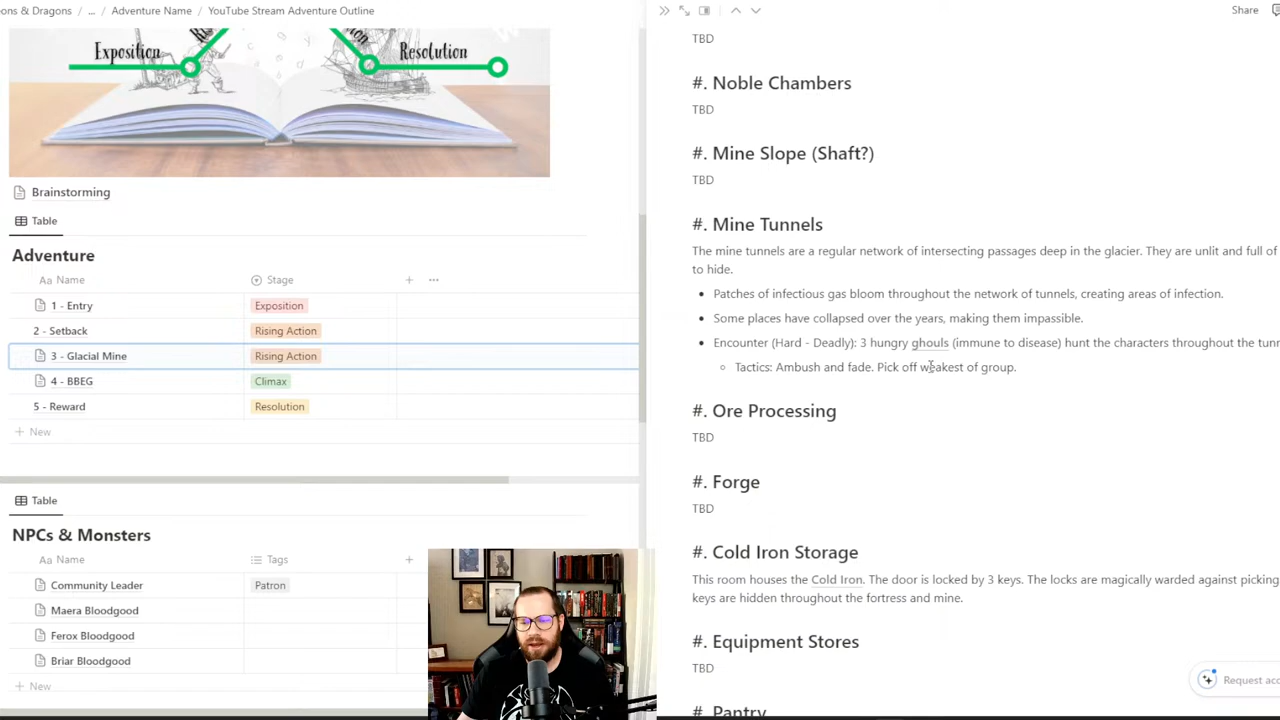 ons & Dragons / ... / Adventure Name / YouTube Stream Adventure Outline
Exposition
Resolution
Brainstorming
Table
Adventure
Aa Name Stage + ...
1 - Entry Exposition
2 - Setback Rising Action
3 - Glacial Mine Rising Action
4 - BBEG Climax
5 - Reward Resolution
+ New
Table
NPCs & Monsters
Aa Name Tags +
Community Leader Patron
Maera Bloodgood
Ferox Bloodgood
Briar Bloodgood
+ New
Share
TBD
#. Noble Chambers
TBD
#. Mine Slope (Shaft?)
TBD
#. Mine Tunnels
The mine tunnels are a regular network of intersecting passages deep in the glacier. They are unlit and full of
to hide.
• Patches of infectious gas bloom throughout the network of tunnels, creating areas of infection.
• Some places have collapsed over the years, making them impassible.
• Encounter (Hard - Deadly): 3 hungry ghouls (immune to disease) hunt the characters throughout the tunn
◦ Tactics: Ambush and fade. Pick off weakest of group.
#. Ore Processing
TBD
#. Forge
TBD
#. Cold Iron Storage
This room houses the Cold Iron. The door is locked by 3 keys. The locks are magically warded against picking
keys are hidden throughout the fortress and mine.
#. Equipment Stores
TBD
Request acc
#. Pantry